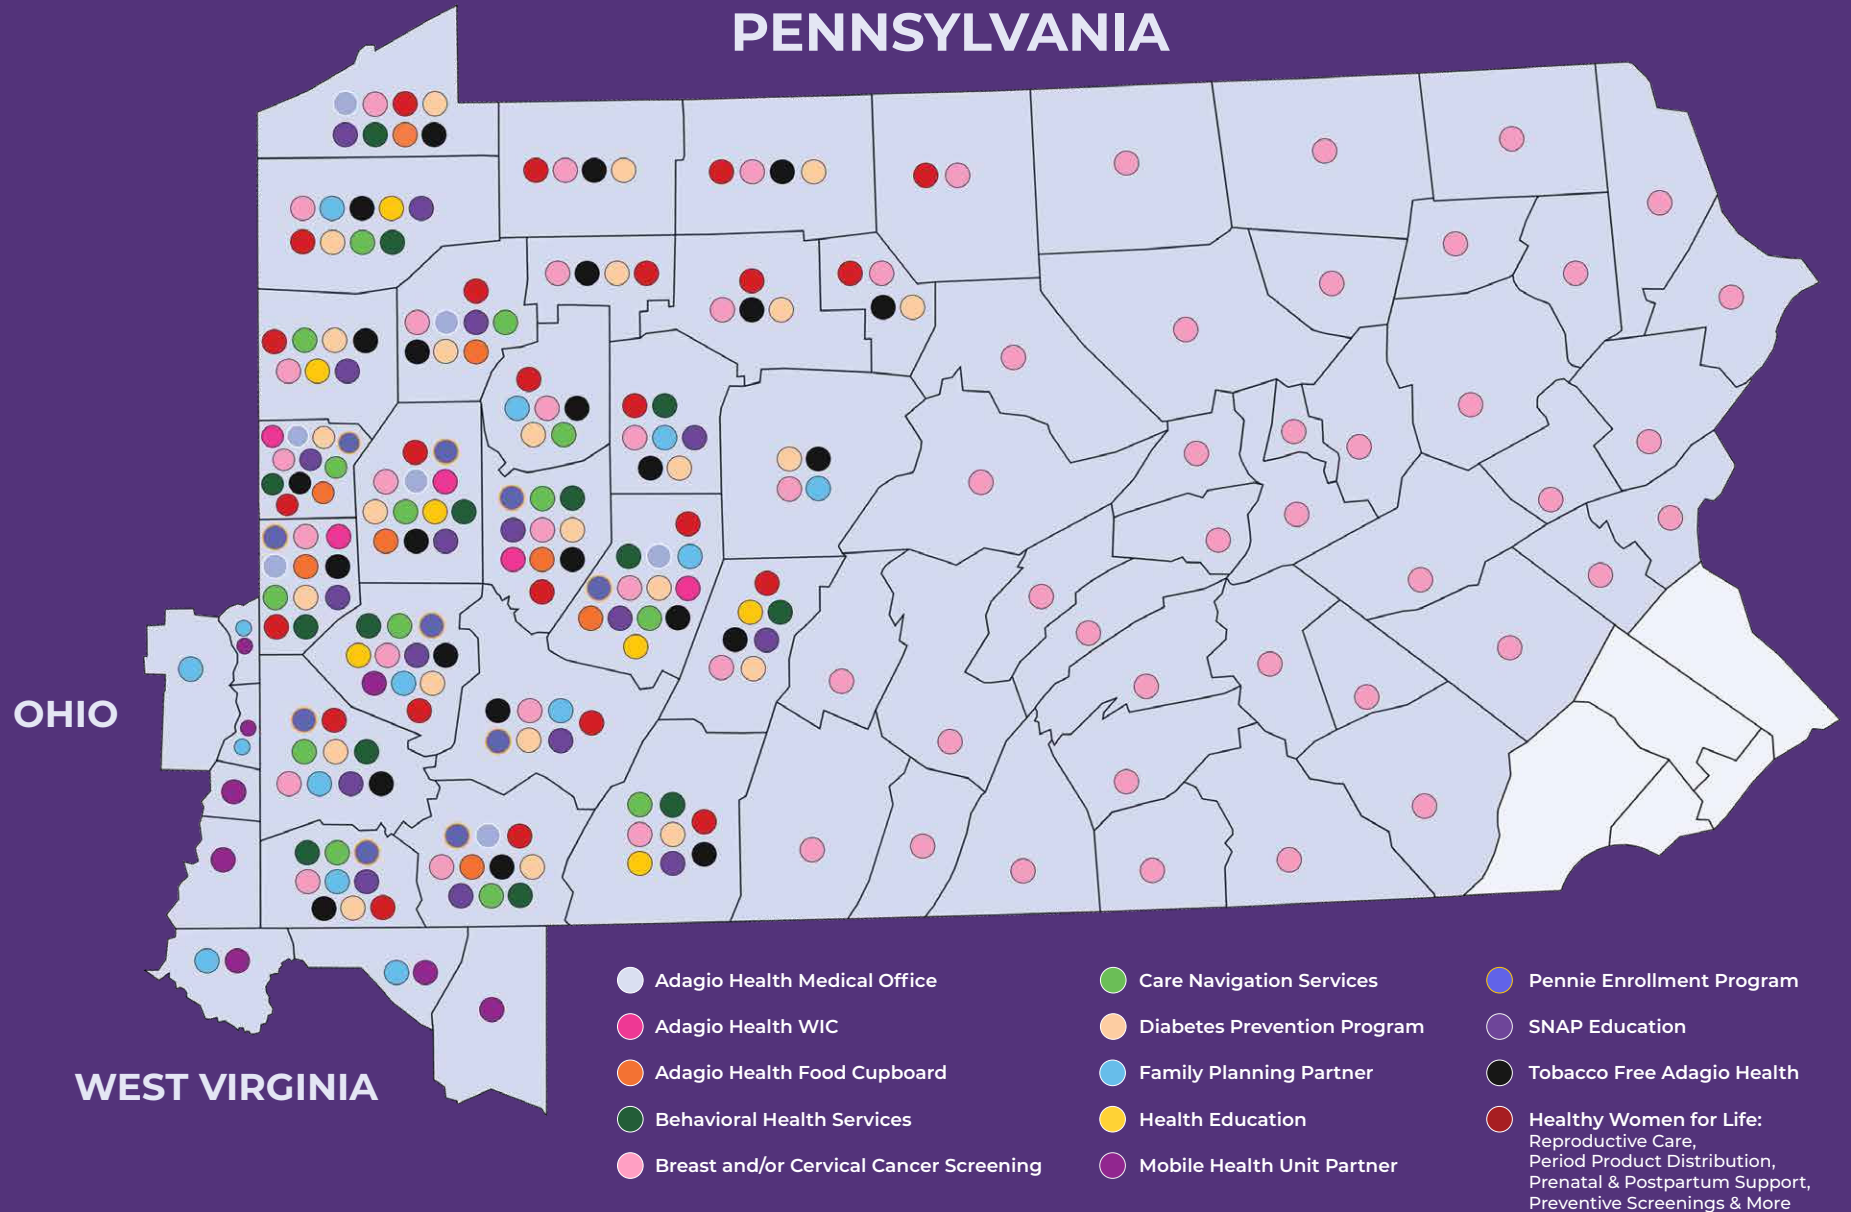 PENNSYLVANIA
OHIO
WEST VIRGINIA
Adagio Health Medical Office
Adagio Health WIC
Adagio Health Food Cupboard
Behavioral Health Services
Breast and/or Cervical Cancer Screening
Care Navigation Services
Diabetes Prevention Program
Family Planning Partner
Health Education
Mobile Health Unit Partner
Pennie Enrollment Program
SNAP Education
Tobacco Free Adagio Health
Healthy Women for Life:
Reproductive Care,
Period Product Distribution,
Prenatal & Postpartum Support,
Preventive Screenings & More